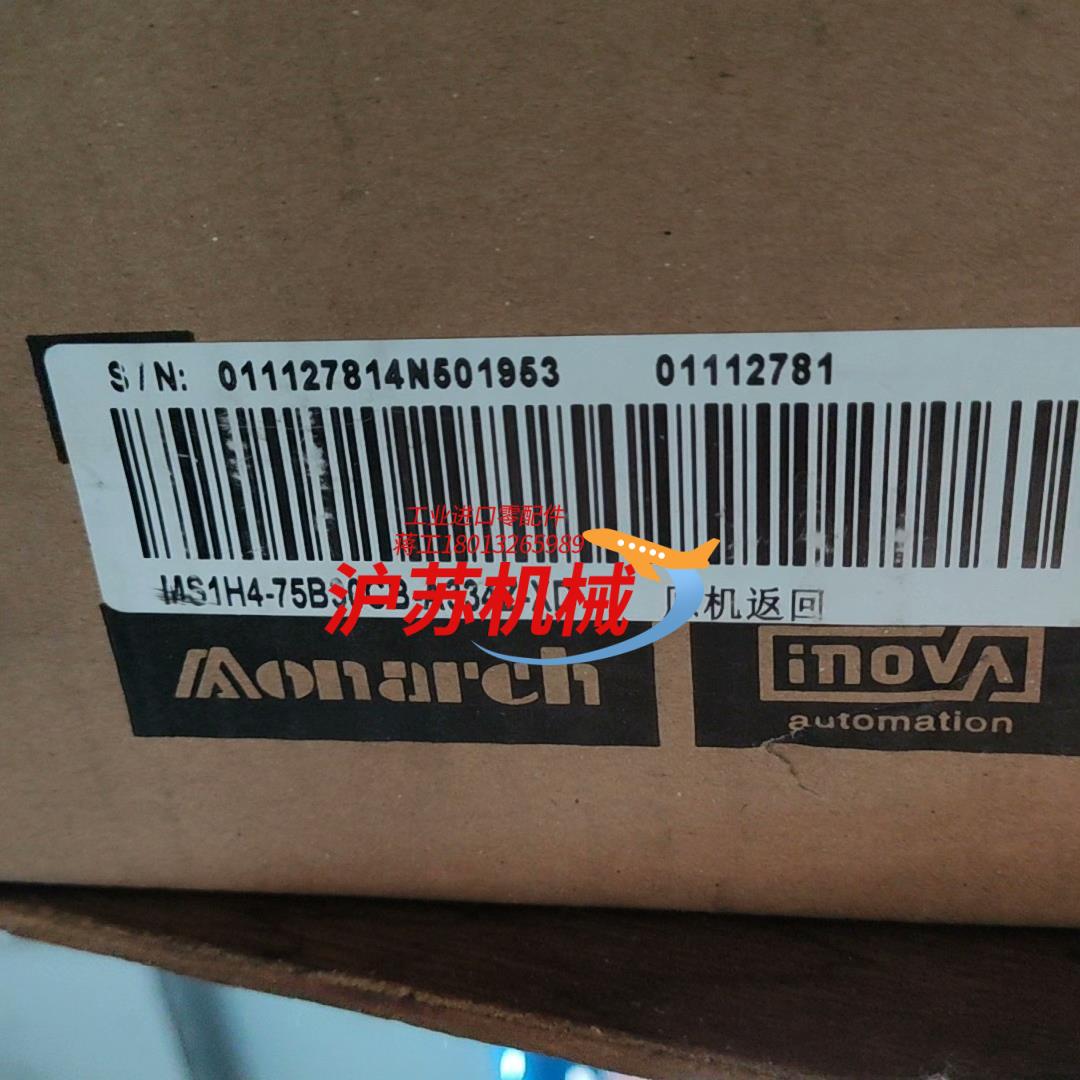 S/N: 011127814N501953 01112781
工业进口零配件
蒋工18013265989
沪苏机械
机返回
Monarch
inova
automation